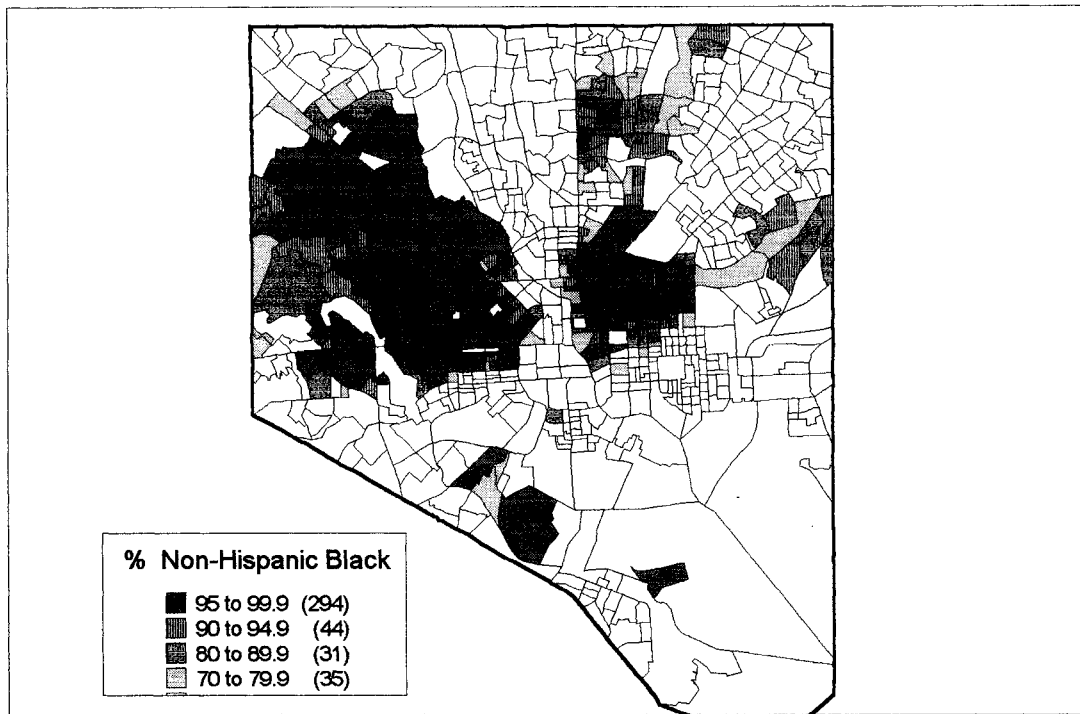 % Non-Hispanic Black
95 to 99.9 (294)
90 to 94.9 (44)
80 to 89.9 (31)
70 to 79.9 (35)